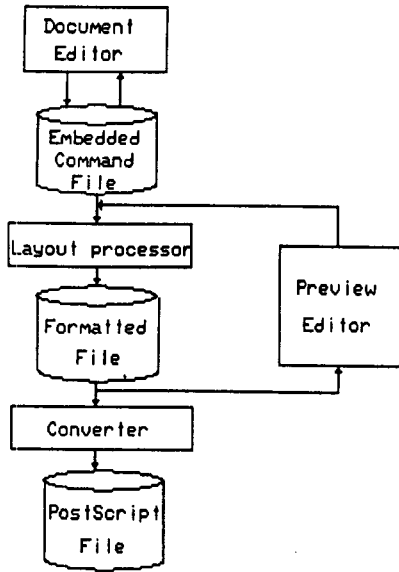 Document
Editor
Embedded
Command
File
Layout processor
Formatted
File
Preview
Editor
Converter
PostScript
File